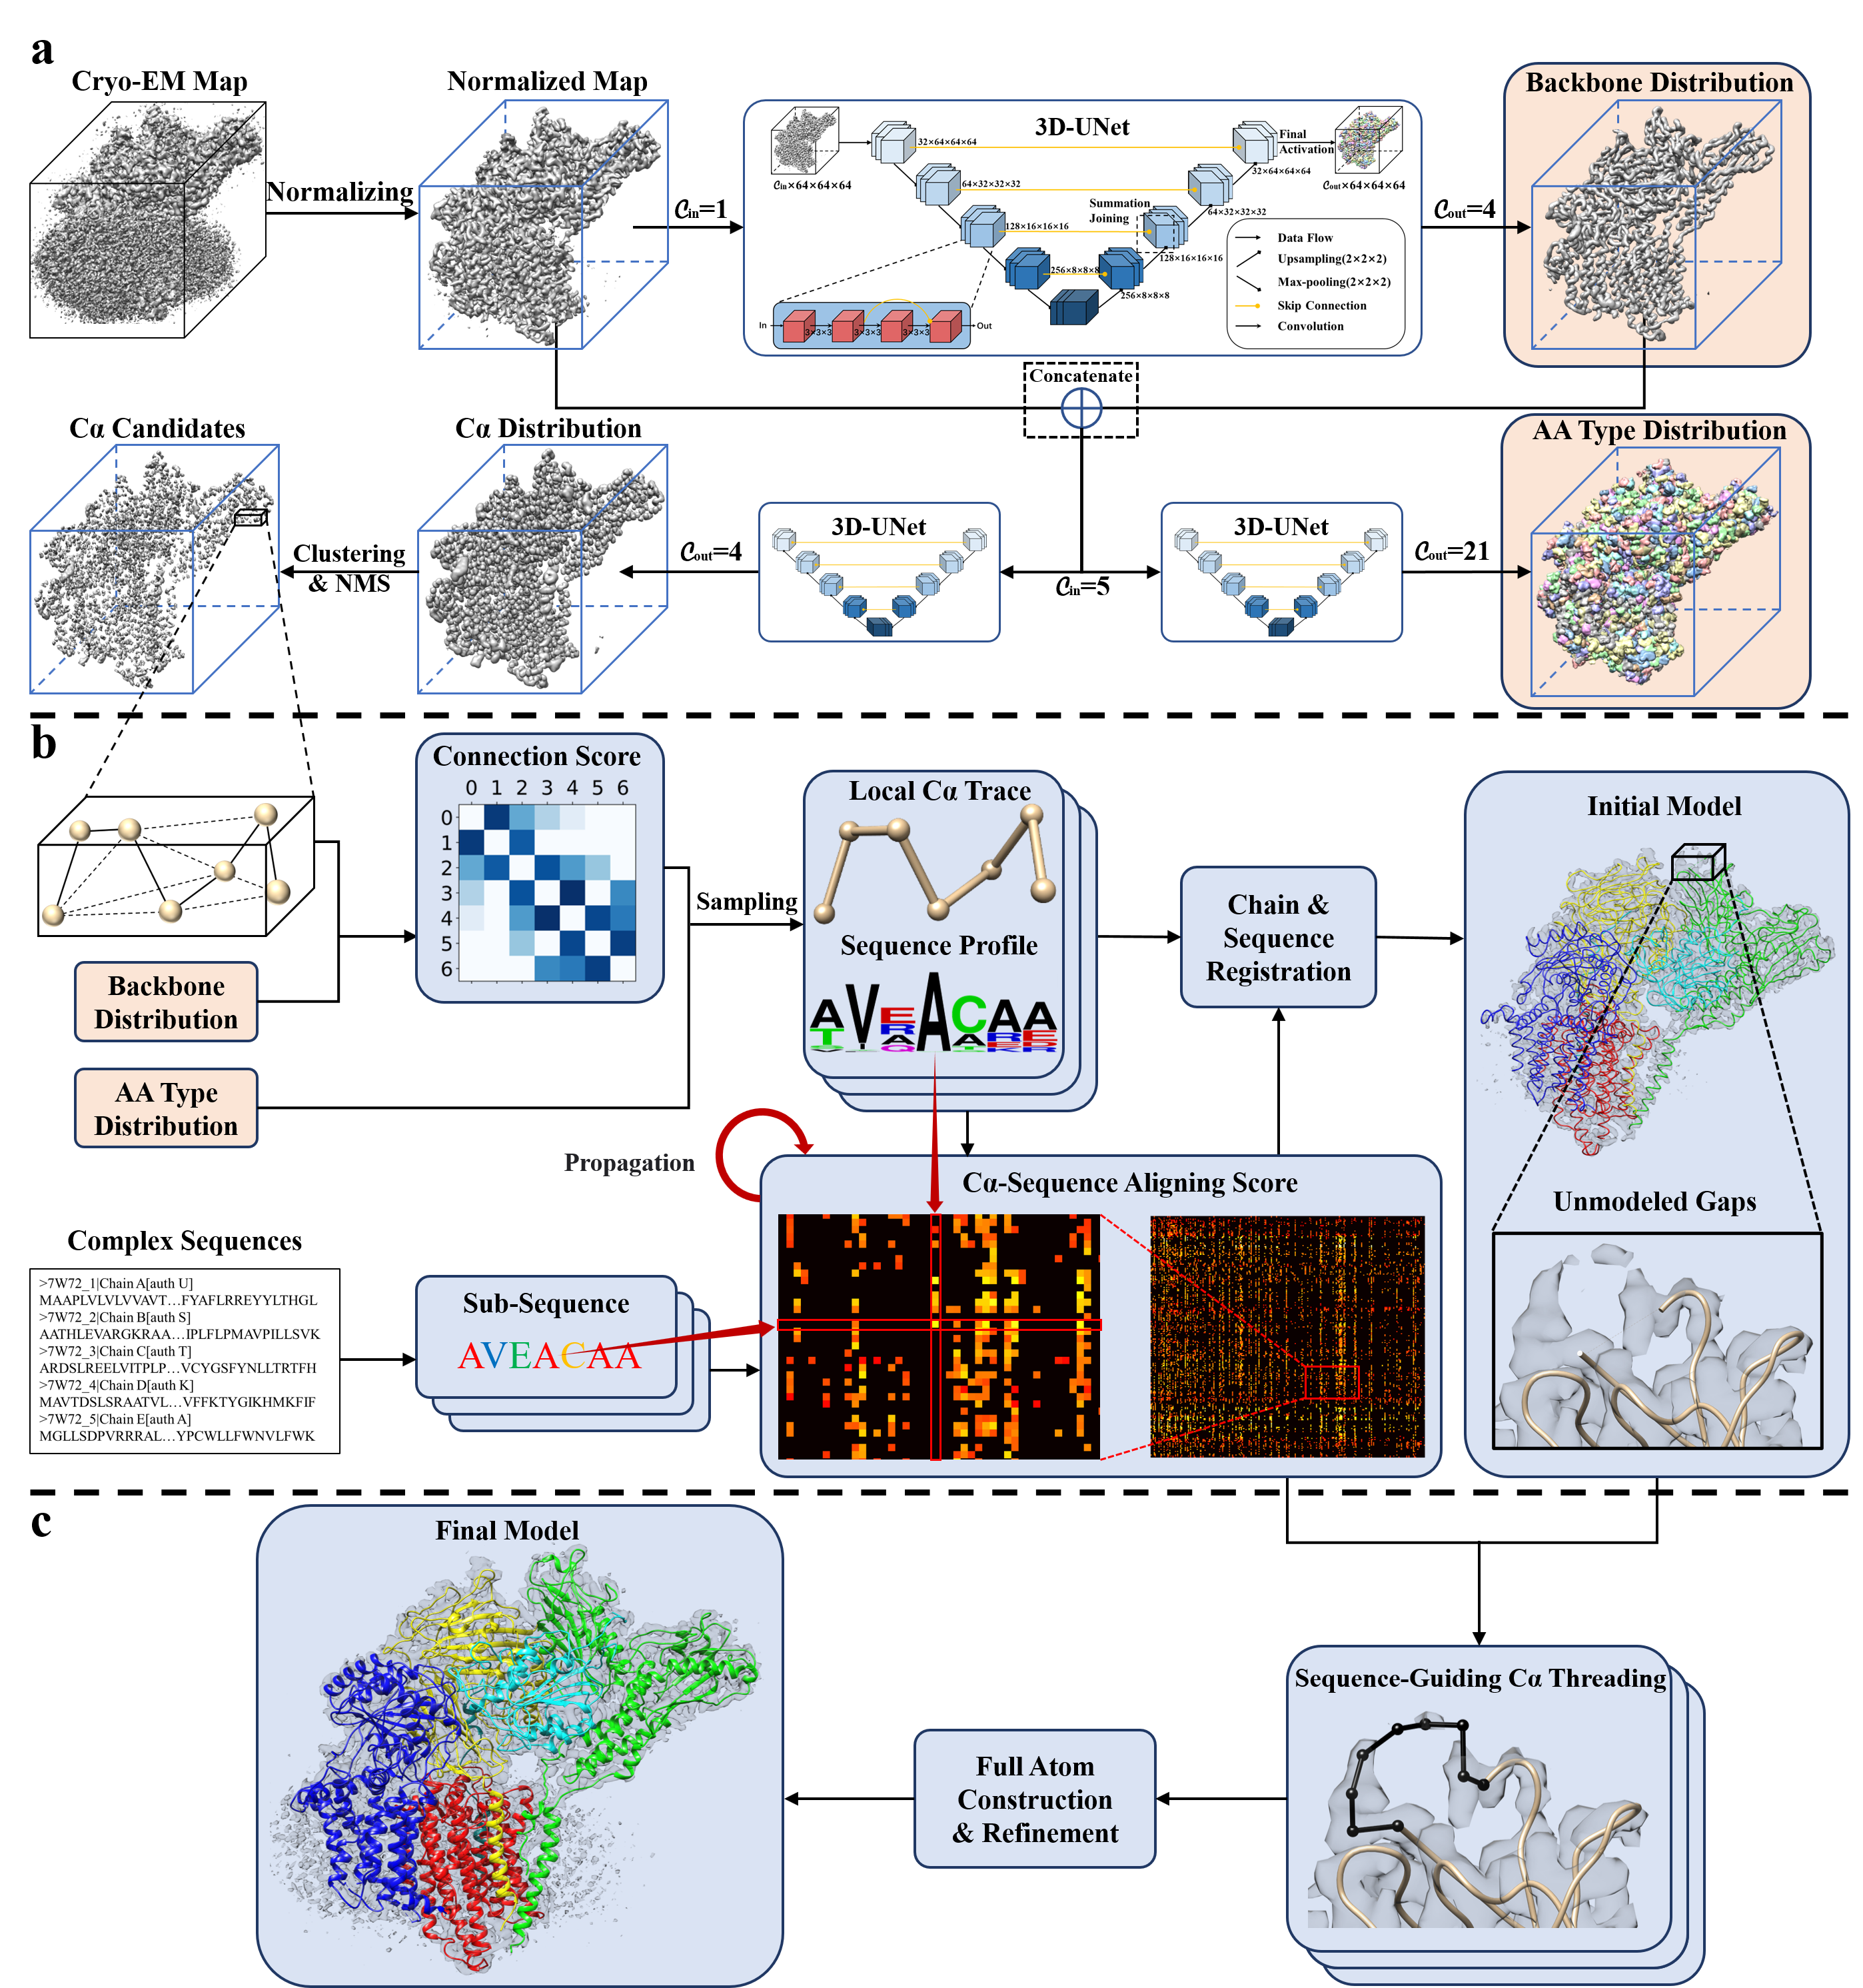 a
Cryo-EM Map
Normalized Map
Normalizing
Cin=1
3D-UNet
Cin×64×64×64
32×64×64×64
64×32×32×32
128×16×16×16
256×8×8×8
256×8×8×8
128×16×16×16
64×32×32×32
32×64×64×64
Final
Activation
Cout×64×64×64
Summation
Joining
In
3×3×3
3×3×3
3×3×3
Out
Data Flow
Upsampling(2×2×2)
Max-pooling(2×2×2)
Skip Connection
Convolution
Cout=4
Backbone Distribution
Concatenate
Cα Candidates
Clustering
& NMS
Cα Distribution
Cout=4
3D-UNet
Cin=5
3D-UNet
Cout=21
AA Type Distribution
b
Backbone
Distribution
AA Type
Distribution
Connection Score
0 1 2 3 4 5 6
0
1
2
3
4
5
6
Sampling
Local Cα Trace
Sequence Profile
Chain &
Sequence
Registration
Initial Model
Unmodeled Gaps
Propagation
Cα-Sequence Aligning Score
Complex Sequences
>7W72_1|Chain A[auth U]
MAAPLVLVLVVAVT…FYAFLRREYYLTHGL
>7W72_2|Chain B[auth S]
AATHLEVARGKRAA…IPLFLPMAVPILLSVK
>7W72_3|Chain C[auth T]
ARDSLREELVITPLP…VCYGSFYNLLTRTFH
>7W72_4|Chain D[auth K]
MAVTDSLSRAATVL…VFFKTYGIKHMKFIF
>7W72_5|Chain E[auth A]
MGLLSDPVRRRAL…YPCWLLFWNVLFWK
Sub-Sequence
AVEACAA
c
Final Model
Full Atom
Construction
& Refinement
Sequence-Guiding Cα Threading